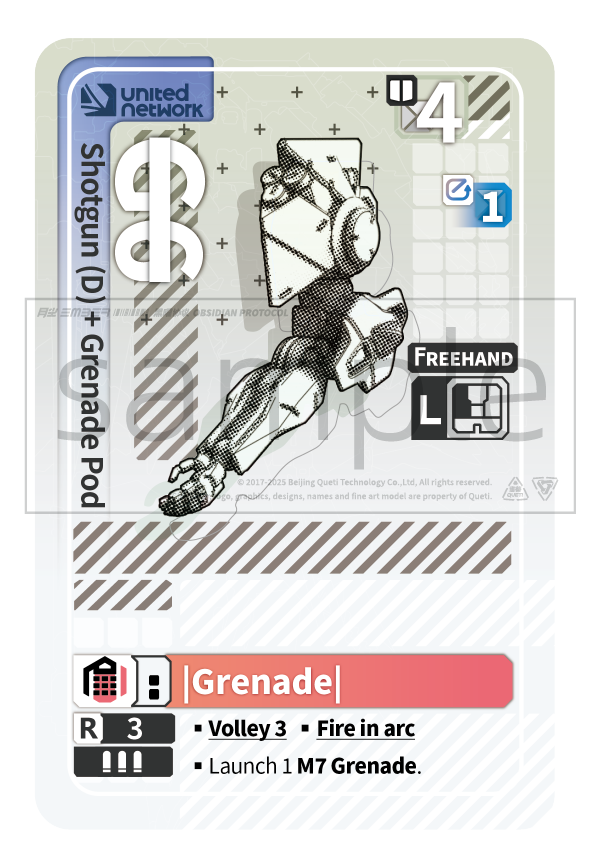 UNITED
NETWORK
4
1
Shotgun (D) + Grenade Pod
OBSIDIAN PROTOCOL
sample
FREEHAND
L
© 2017-2025 Beijing Queti Technology Co.,Ltd, All rights reserved.
Logo, graphics, designs, names and fine art model are property of Queti.
|Grenade|
R 3
▪ Volley 3 ▪ Fire in arc
▪ Launch 1 M7 Grenade.